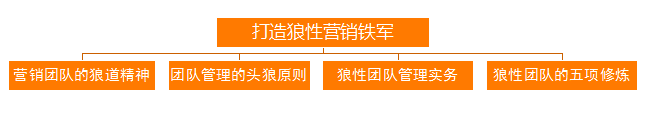 打造狼性营销铁军
营销团队的狼道精神
团队管理的头狼原则
狼性团队管理实务
狼性团队的五项修炼